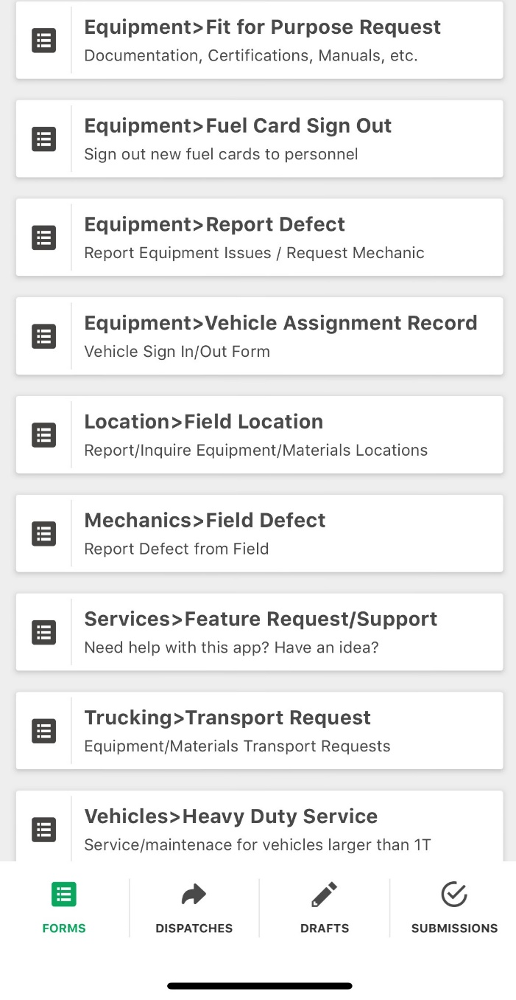 Equipment>Fit for Purpose Request
Documentation, Certifications, Manuals, etc.
Equipment>Fuel Card Sign Out
Sign out new fuel cards to personnel
Equipment>Report Defect
Report Equipment Issues / Request Mechanic
Equipment>Vehicle Assignment Record
Vehicle Sign In/Out Form
Location>Field Location
Report/Inquire Equipment/Materials Locations
Mechanics>Field Defect
Report Defect from Field
Services>Feature Request/Support
Need help with this app? Have an idea?
Trucking>Transport Request
Equipment/Materials Transport Requests
Vehicles>Heavy Duty Service
Service/maintenace for vehicles larger than 1T
FORMS DISPATCHES DRAFTS SUBMISSIONS